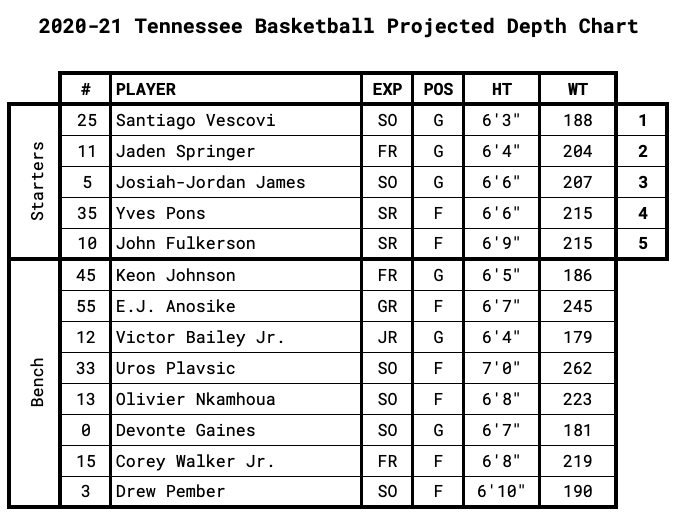 2020-21 Tennessee Basketball Projected Depth Chart
# PLAYER EXP POS HT WT
Starters
25 Santiago Vescovi SO G 6'3" 188 1
11 Jaden Springer FR G 6'4" 204 2
5 Josiah-Jordan James SO G 6'6" 207 3
35 Yves Pons SR F 6'6" 215 4
10 John Fulkerson SR F 6'9" 215 5
Bench
45 Keon Johnson FR G 6'5" 186
55 E.J. Anosike GR F 6'7" 245
12 Victor Bailey Jr. JR G 6'4" 179
33 Uros Plavsic SO F 7'0" 262
13 Olivier Nkamhoua SO F 6'8" 223
0 Devonte Gaines SO G 6'7" 181
15 Corey Walker Jr. FR F 6'8" 219
3 Drew Pember SO F 6'10" 190